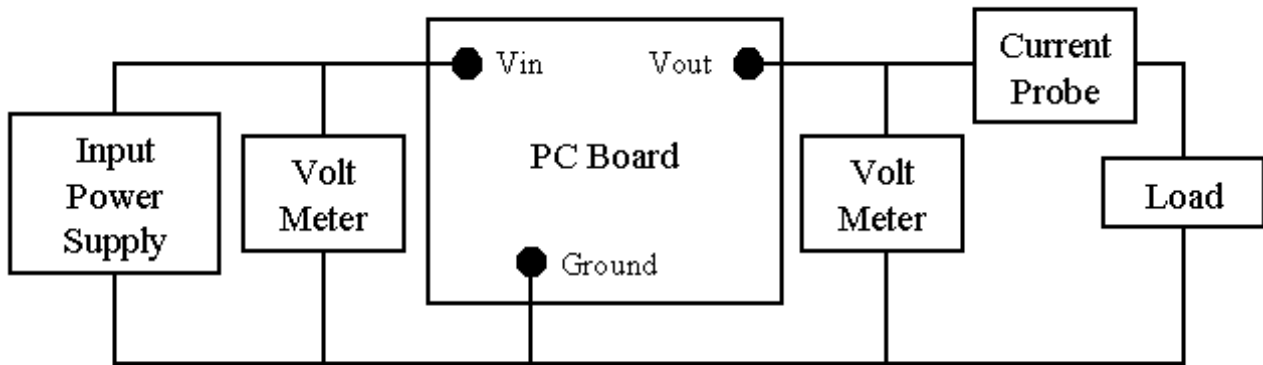 Input
Power
Supply
Volt
Meter
Vin
Vout
PC Board
Ground
Volt
Meter
Current
Probe
Load